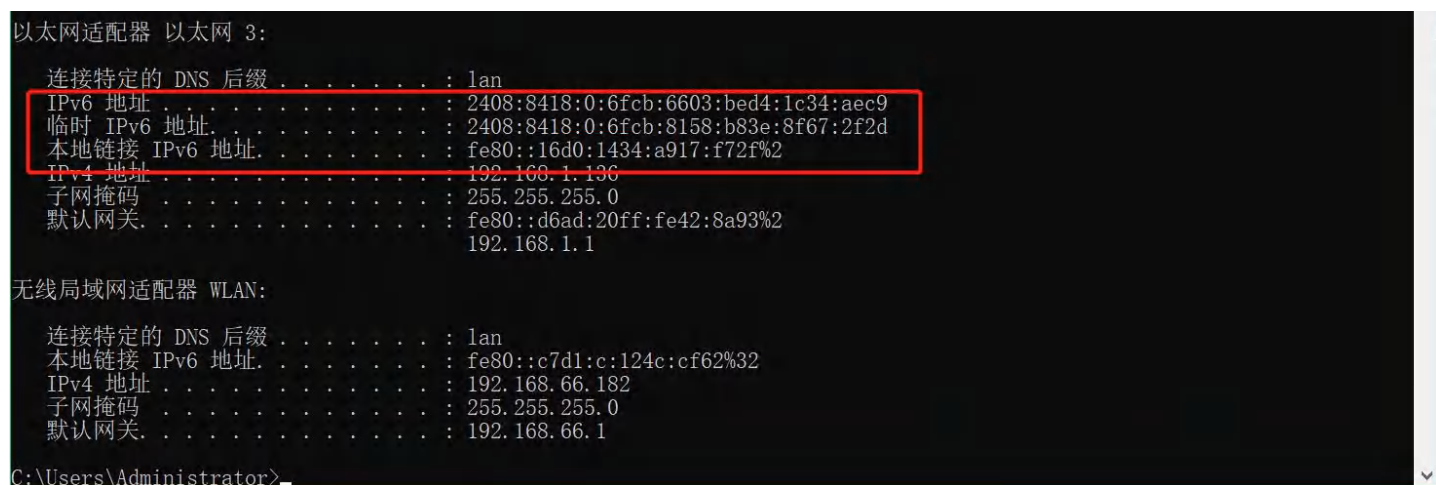 以太网适配器 以太网 3:
连接特定的 DNS 后缀 . . . . . . . : lan
IPv6 地址 . . . . . . . . . . . . : 2408:8418:0:6fcb:6603:bed4:1c34:aec9
临时 IPv6 地址. . . . . . . . . . : 2408:8418:0:6fcb:8158:b83e:8f67:2f2d
本地链接 IPv6 地址. . . . . . . . : fe80::16d0:1434:a917:f72f%2
IPv4 地址 . . . . . . . . . . . . : 192.168.1.136
子网掩码 . . . . . . . . . . . . : 255.255.255.0
默认网关. . . . . . . . . . . . . : fe80::d6ad:20ff:fe42:8a93%2
192.168.1.1
无线局域网适配器 WLAN:
连接特定的 DNS 后缀 . . . . . . . : lan
本地链接 IPv6 地址. . . . . . . . : fe80::c7d1:c:124c:cf62%32
IPv4 地址 . . . . . . . . . . . . : 192.168.66.182
子网掩码 . . . . . . . . . . . . : 255.255.255.0
默认网关. . . . . . . . . . . . . : 192.168.66.1
C:\Users\Administrator>_